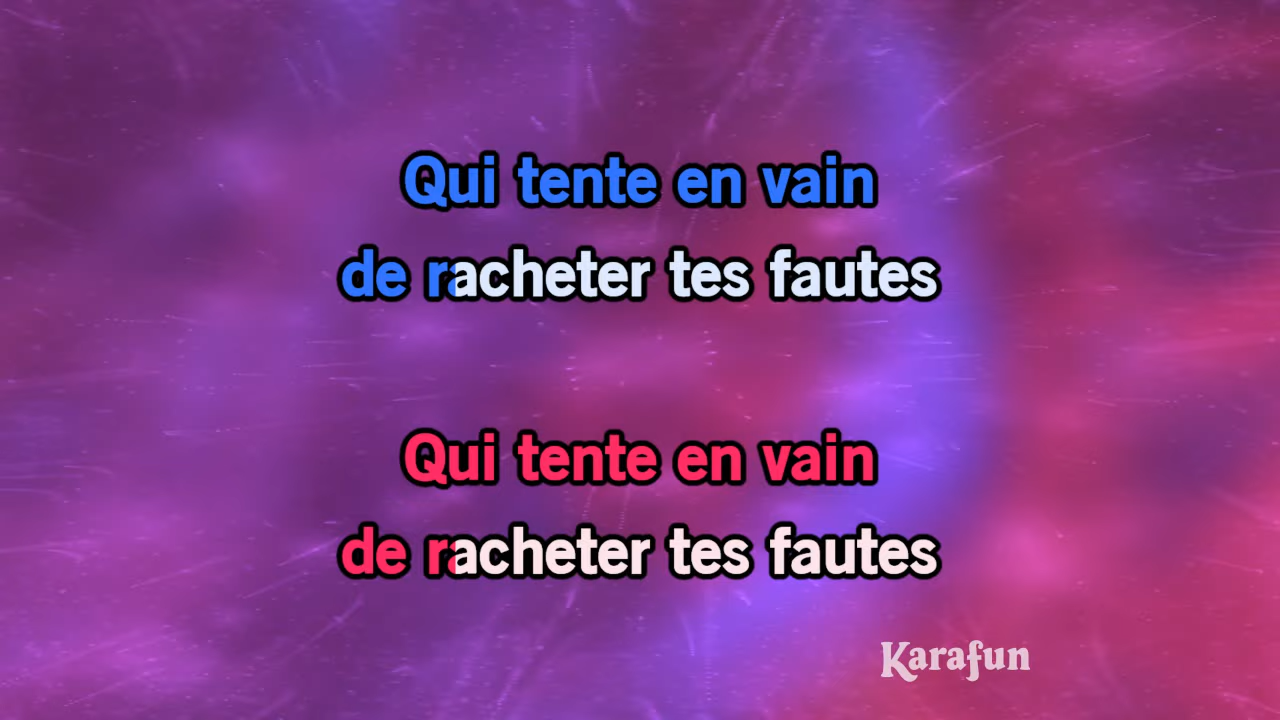 Qui tente en vain
de racheter tes fautes
Qui tente en vain
de racheter tes fautes
Karafun